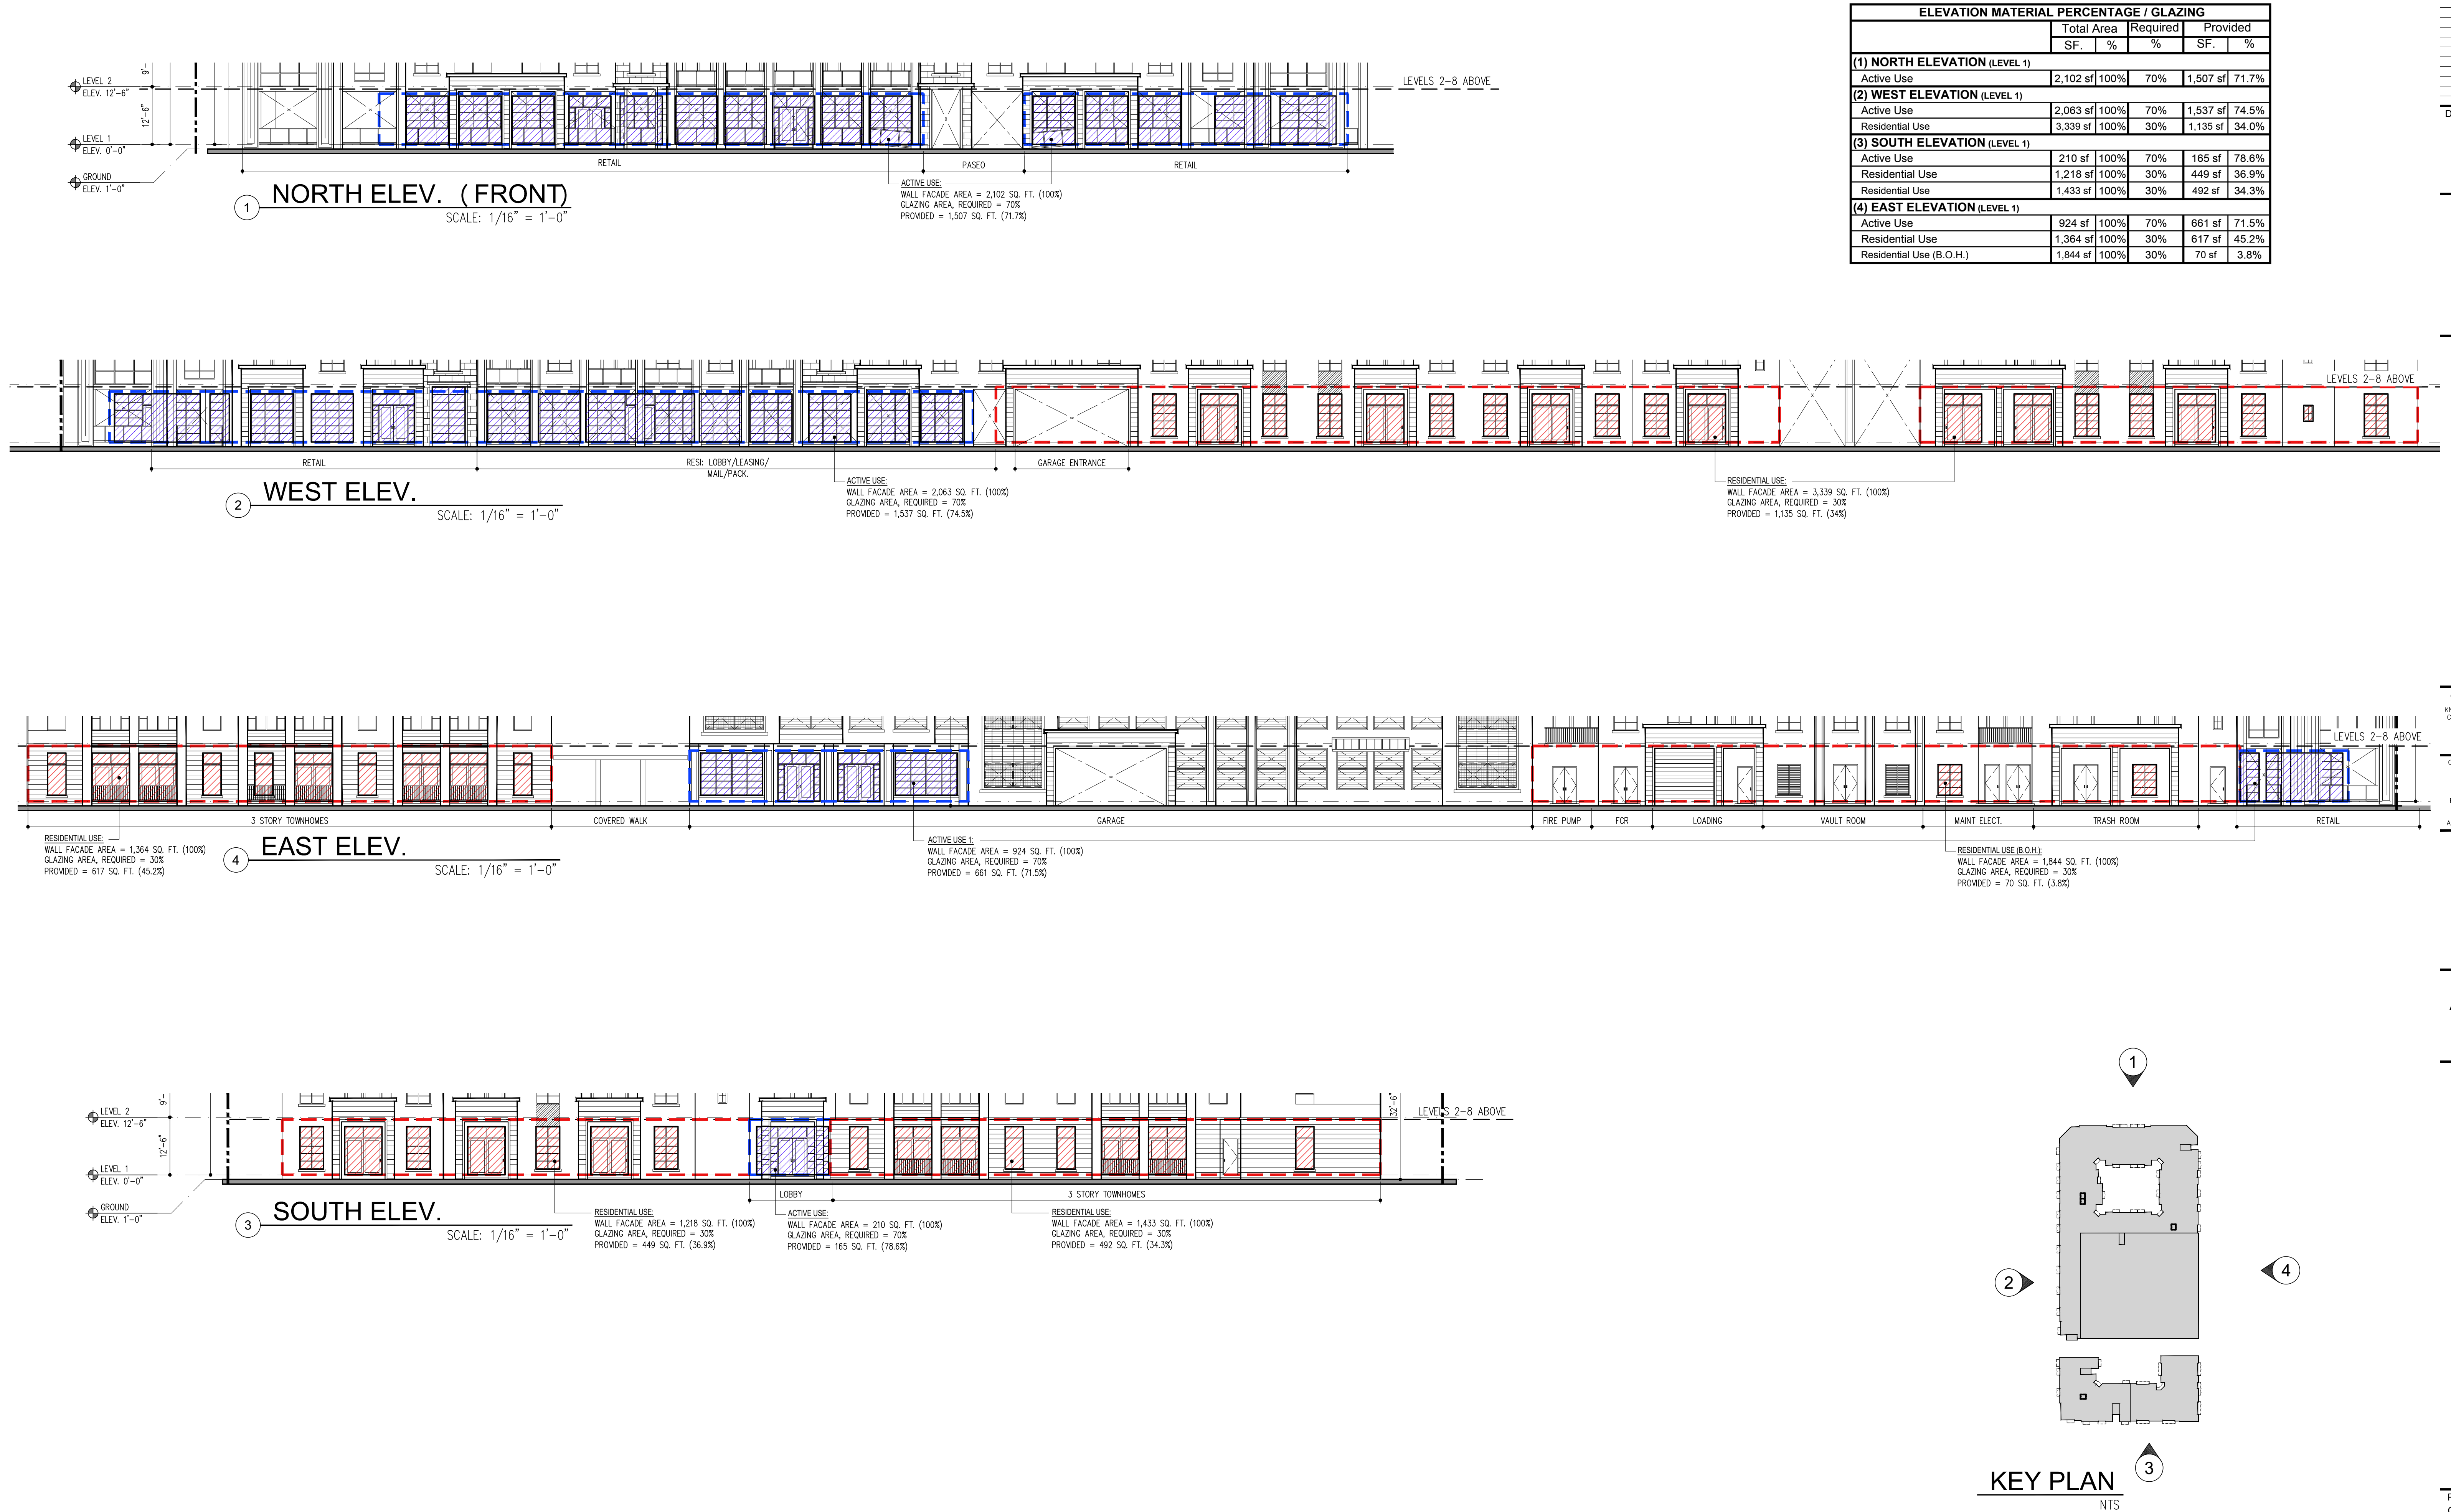 ELEVATION MATERIAL PERCENTAGE / GLAZING
Total Area Required Provided
SF. % % SF. %
(1) NORTH ELEVATION (LEVEL 1)
Active Use 2,102 sf 100% 70% 1,507 sf 71.7%
(2) WEST ELEVATION (LEVEL 1)
Active Use 2,063 sf 100% 70% 1,537 sf 74.5%
Residential Use 3,339 sf 100% 30% 1,135 sf 34.0%
(3) SOUTH ELEVATION (LEVEL 1)
Active Use 210 sf 100% 70% 165 sf 78.6%
Residential Use 1,218 sf 100% 30% 449 sf 36.9%
Residential Use 1,433 sf 100% 30% 492 sf 34.3%
(4) EAST ELEVATION (LEVEL 1)
Active Use 924 sf 100% 70% 661 sf 71.5%
Residential Use 1,364 sf 100% 30% 617 sf 45.2%
Residential Use (B.O.H.) 1,844 sf 100% 30% 70 sf 3.8%
9'-
LEVEL 2
ELEV. 12'-6"
12'-6"
LEVEL 1
ELEV. 0'-0"
GROUND
ELEV. 1'-0"
LEVELS 2-8 ABOVE
RETAIL PASEO RETAIL
1 NORTH ELEV. (FRONT)
SCALE: 1/16" = 1'-0"
ACTIVE USE:
WALL FACADE AREA = 2,102 SQ. FT. (100%)
GLAZING AREA, REQUIRED = 70%
PROVIDED = 1,507 SQ. FT. (71.7%)
LEVELS 2-8 ABOVE
RETAIL RESI: LOBBY/LEASING/ GARAGE ENTRANCE
MAIL/PACK.
2 WEST ELEV.
SCALE: 1/16" = 1'-0"
ACTIVE USE:
WALL FACADE AREA = 2,063 SQ. FT. (100%)
GLAZING AREA, REQUIRED = 70%
PROVIDED = 1,537 SQ. FT. (74.5%)
RESIDENTIAL USE:
WALL FACADE AREA = 3,339 SQ. FT. (100%)
GLAZING AREA, REQUIRED = 30%
PROVIDED = 1,135 SQ. FT. (34%)
LEVELS 2-8 ABOVE
3 STORY TOWNHOMES COVERED WALK GARAGE FIRE PUMP FCR LOADING VAULT ROOM MAINT ELECT. TRASH ROOM RETAIL
RESIDENTIAL USE:
WALL FACADE AREA = 1,364 SQ. FT. (100%)
GLAZING AREA, REQUIRED = 30%
PROVIDED = 617 SQ. FT. (45.2%)
4 EAST ELEV.
SCALE: 1/16" = 1'-0"
ACTIVE USE 1:
WALL FACADE AREA = 924 SQ. FT. (100%)
GLAZING AREA, REQUIRED = 70%
PROVIDED = 661 SQ. FT. (71.5%)
RESIDENTIAL USE (B.O.H.):
WALL FACADE AREA = 1,844 SQ. FT. (100%)
GLAZING AREA, REQUIRED = 30%
PROVIDED = 70 SQ. FT. (3.8%)
9'-
LEVEL 2
ELEV. 12'-6"
12'-6"
LEVEL 1
ELEV. 0'-0"
GROUND
ELEV. 1'-0"
32'-6"
LEVELS 2-8 ABOVE
LOBBY 3 STORY TOWNHOMES
3 SOUTH ELEV.
SCALE: 1/16" = 1'-0"
RESIDENTIAL USE:
WALL FACADE AREA = 1,218 SQ. FT. (100%)
GLAZING AREA, REQUIRED = 30%
PROVIDED = 449 SQ. FT. (36.9%)
ACTIVE USE:
WALL FACADE AREA = 210 SQ. FT. (100%)
GLAZING AREA, REQUIRED = 70%
PROVIDED = 165 SQ. FT. (78.6%)
RESIDENTIAL USE:
WALL FACADE AREA = 1,433 SQ. FT. (100%)
GLAZING AREA, REQUIRED = 30%
PROVIDED = 492 SQ. FT. (34.3%)
1
2
4
3
KEY PLAN
NTS